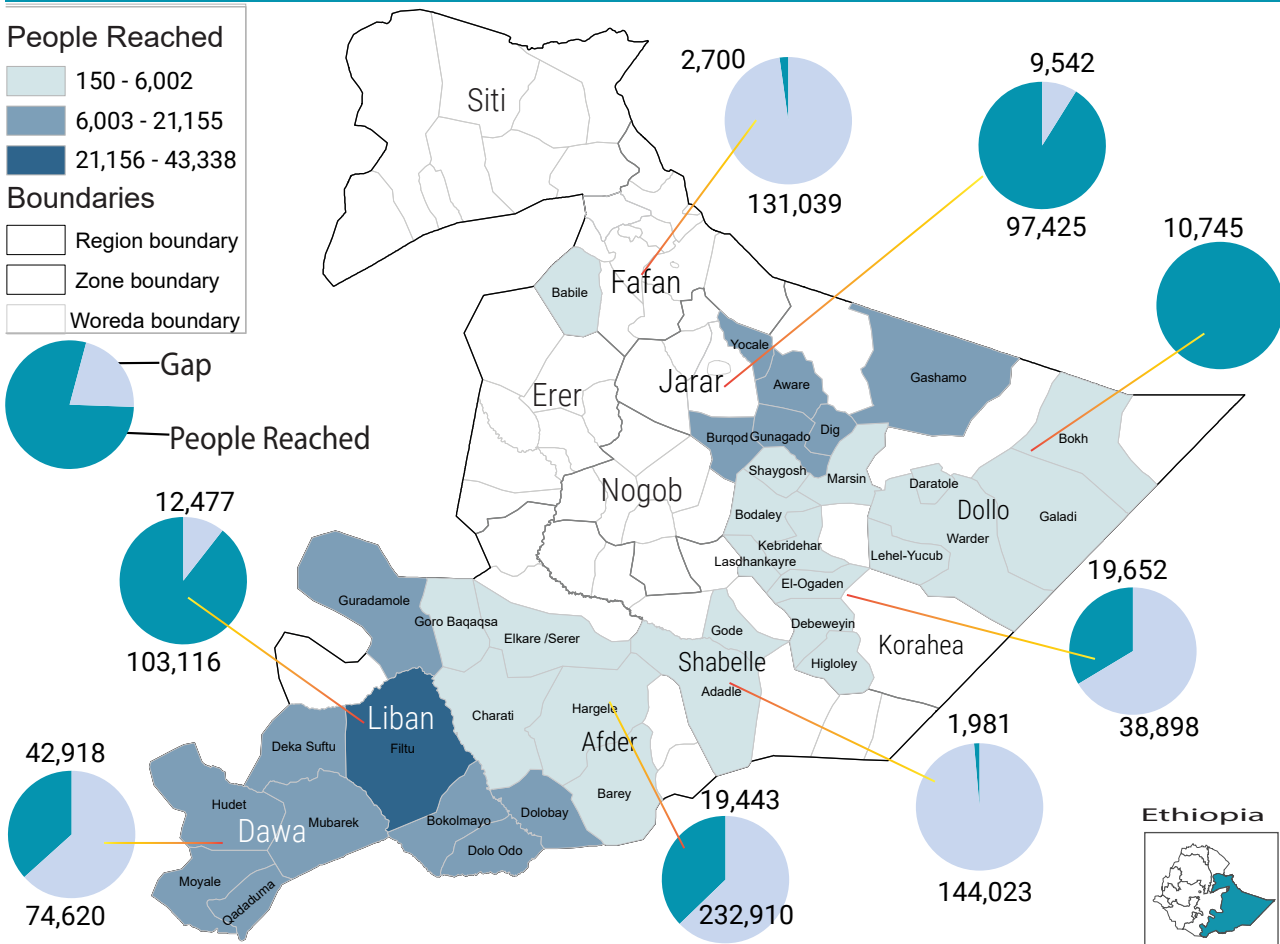 People Reached
150 - 6,002
6,003 - 21,155
21,156 - 43,338
Boundaries
Region boundary
Zone boundary
Woreda boundary
Gap
People Reached
2,700
131,039
9,542
97,425
10,745
12,477
103,116
19,652
38,898
42,918
74,620
19,443
232,910
1,981
144,023
Siti
Fafan
Babile
Erer
Jarar
Yocale
Aware
Gashamo
Burqod
Gunagado
Dig
Nogob
Shaygosh
Marsin
Bokh
Daratole
Dollo
Galadi
Warder
Lehel-Yucub
Bodaley
Kebridehar
Lasdhankayre
El-Ogaden
Debeweyin
Higloley
Korahea
Gode
Shabelle
Adadle
Guradamole
Goro Baqaqsa
Elkare /Serer
Charati
Hargele
Afder
Barey
Liban
Filtu
Deka Suftu
Hudet
Dawa
Mubarek
Moyale
Qadaduma
Bokolmayo
Dolobay
Dolo Odo
Ethiopia